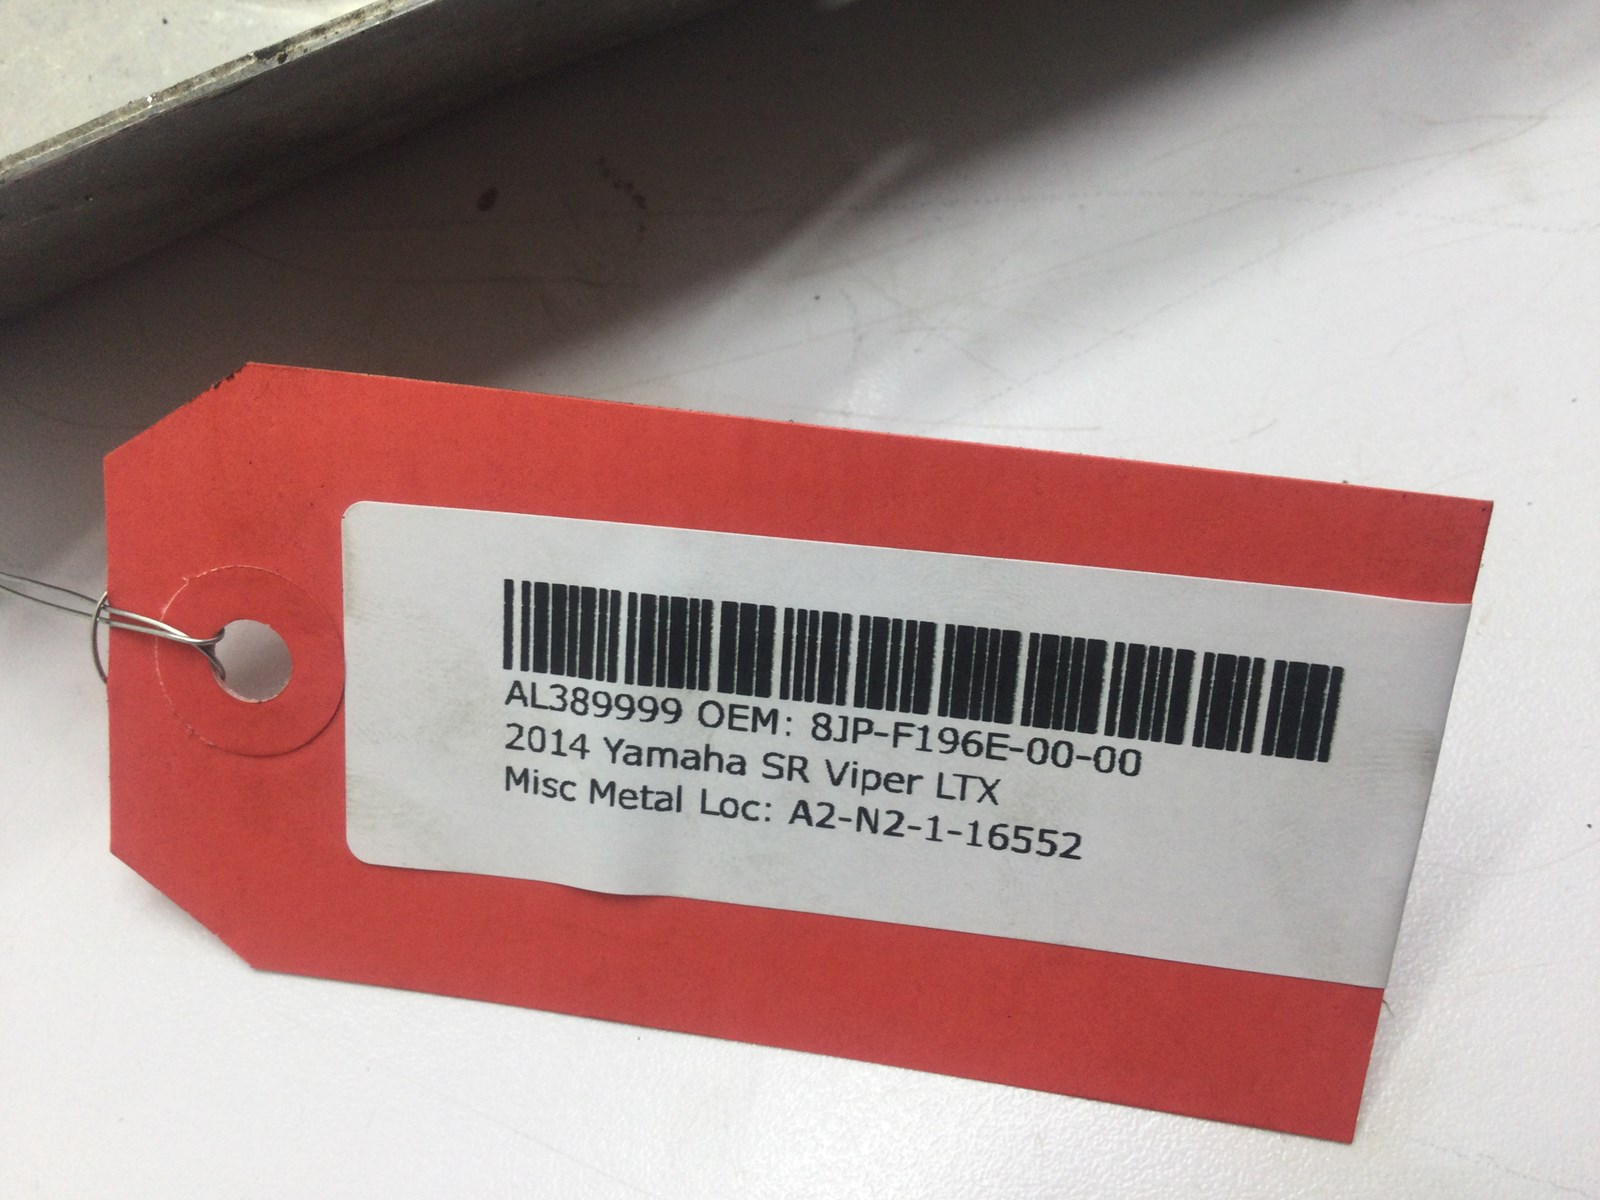 AL389999 OEM: 8JP-F196E-00-00
2014 Yamaha SR Viper LTX
Misc Metal Loc: A2-N2-1-16552